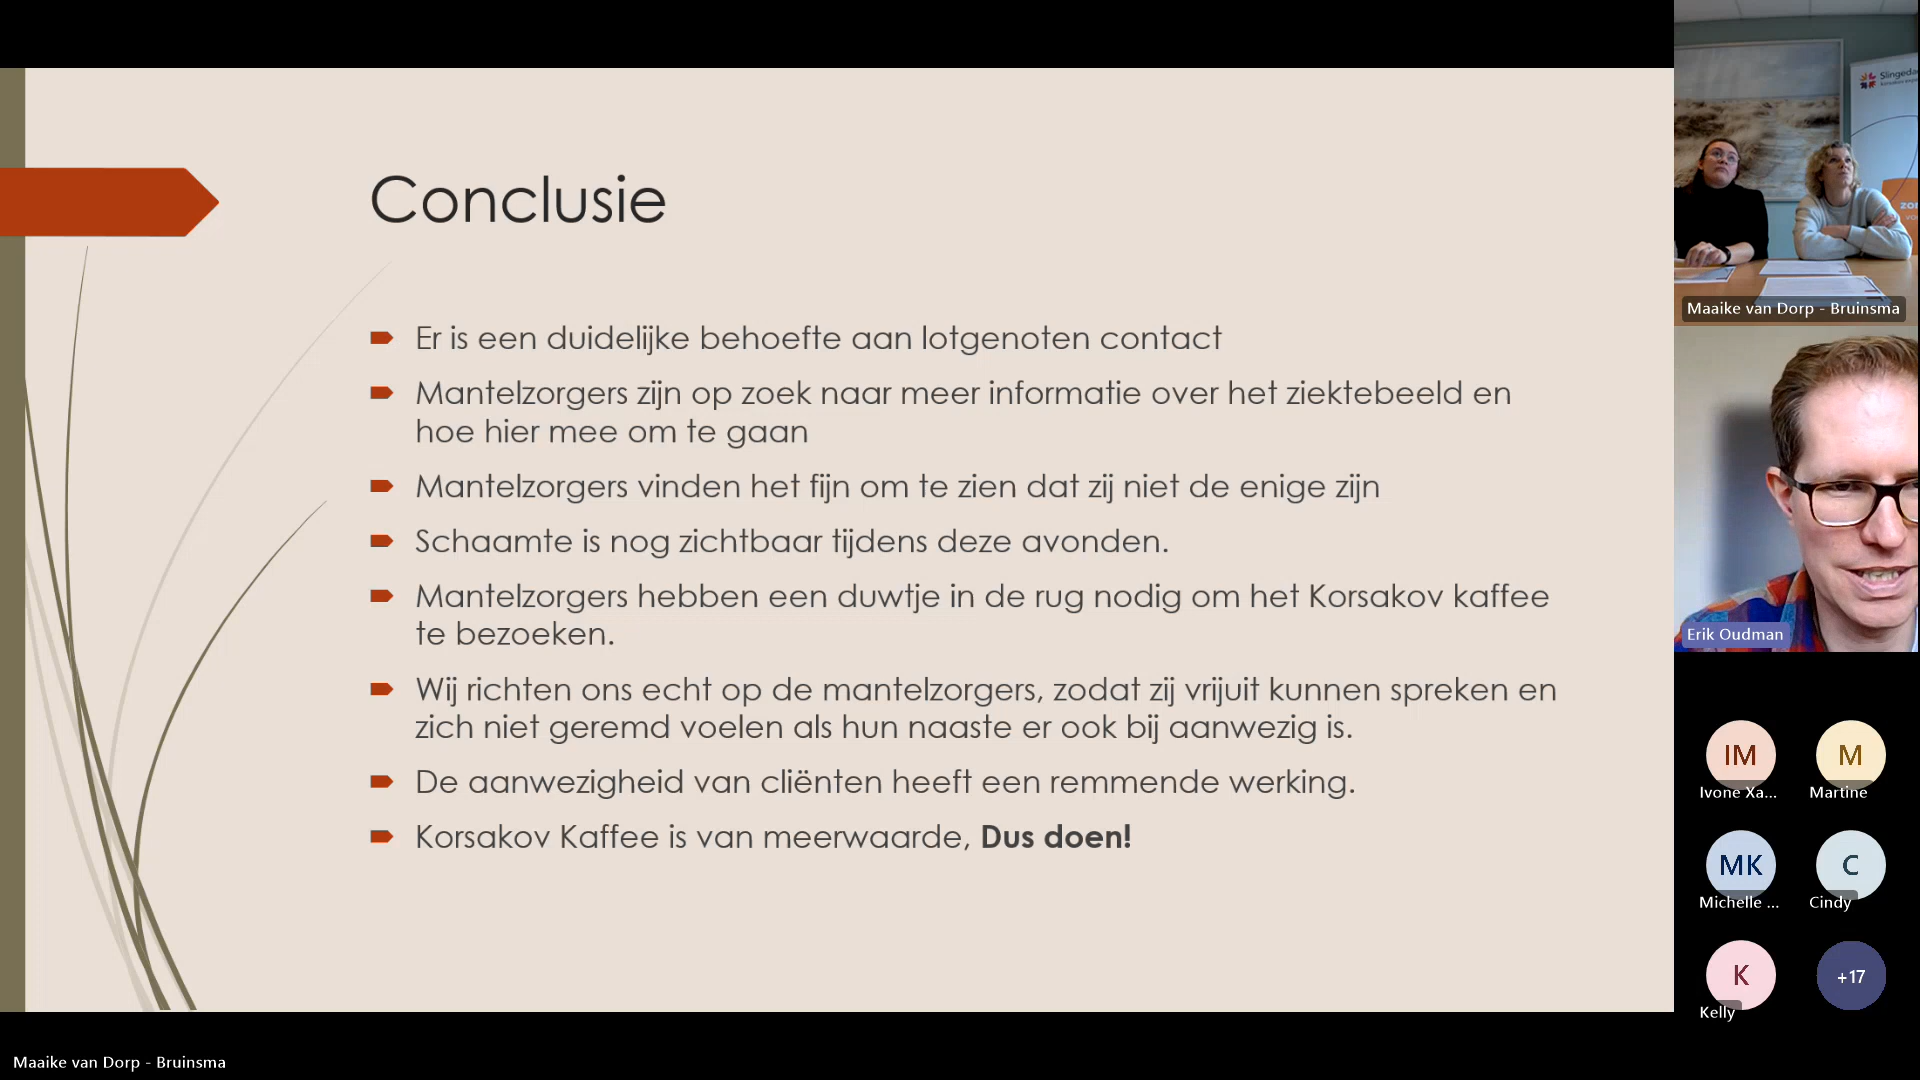 Conclusie
Er is een duidelijke behoefte aan lotgenoten contact
Mantelzorgers zijn op zoek naar meer informatie over het ziektebeeld en
hoe hier mee om te gaan
Mantelzorgers vinden het fijn om te zien dat zij niet de enige zijn
Schaamte is nog zichtbaar tijdens deze avonden.
Mantelzorgers hebben een duwtje in de rug nodig om het Korsakov kaffee
te bezoeken.
Wij richten ons echt op de mantelzorgers, zodat zij vrijuit kunnen spreken en
zich niet geremd voelen als hun naaste er ook bij aanwezig is.
De aanwezigheid van cliënten heeft een remmende werking.
Korsakov Kaffee is van meerwaarde, Dus doen!
Maaike van Dorp - Bruinsma
Erik Oudman
IM
Ivone Xa...
M
Martine
MK
Michelle ...
C
Cindy
K
Kelly
+17
Maaike van Dorp - Bruinsma